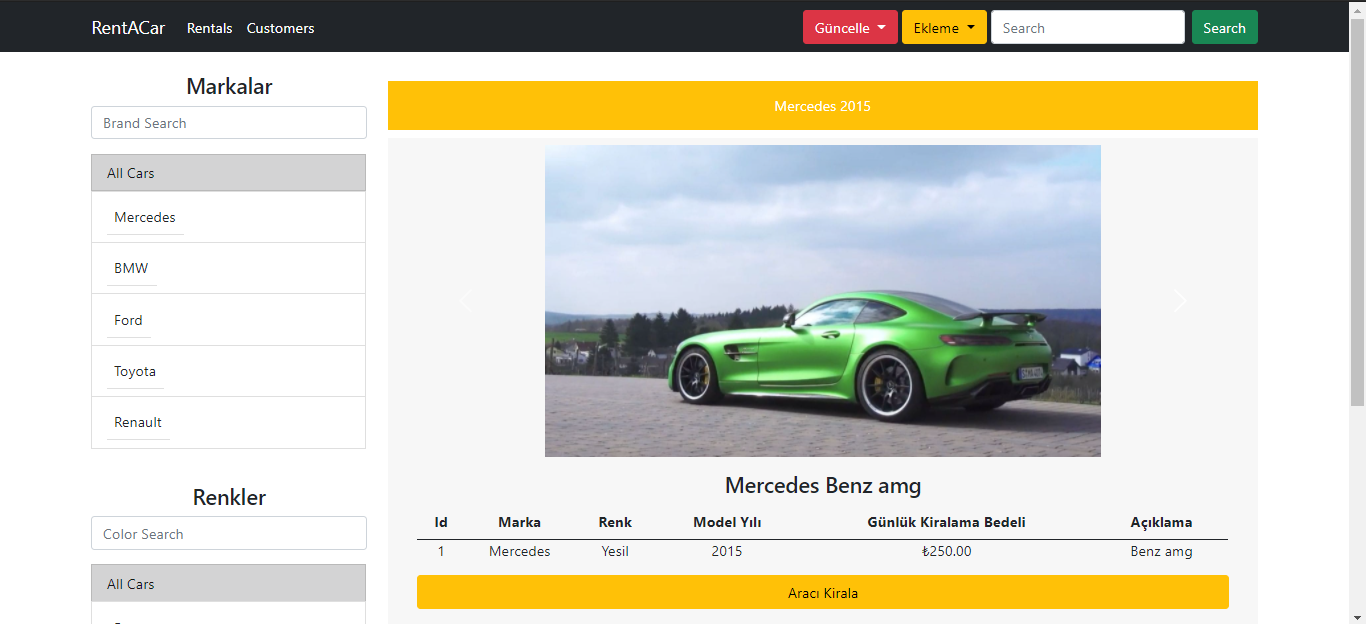 RentACar Rentals Customers Güncelle Ekleme Search Search
Markalar
Brand Search
All Cars
Mercedes
BMW
Ford
Toyota
Renault
Renkler
Color Search
All Cars
Mercedes 2015
Mercedes Benz amg
Id Marka Renk Model Yılı Günlük Kiralama Bedeli Açıklama
1 Mercedes Yesil 2015 ₺250.00 Benz amg
Aracı Kirala